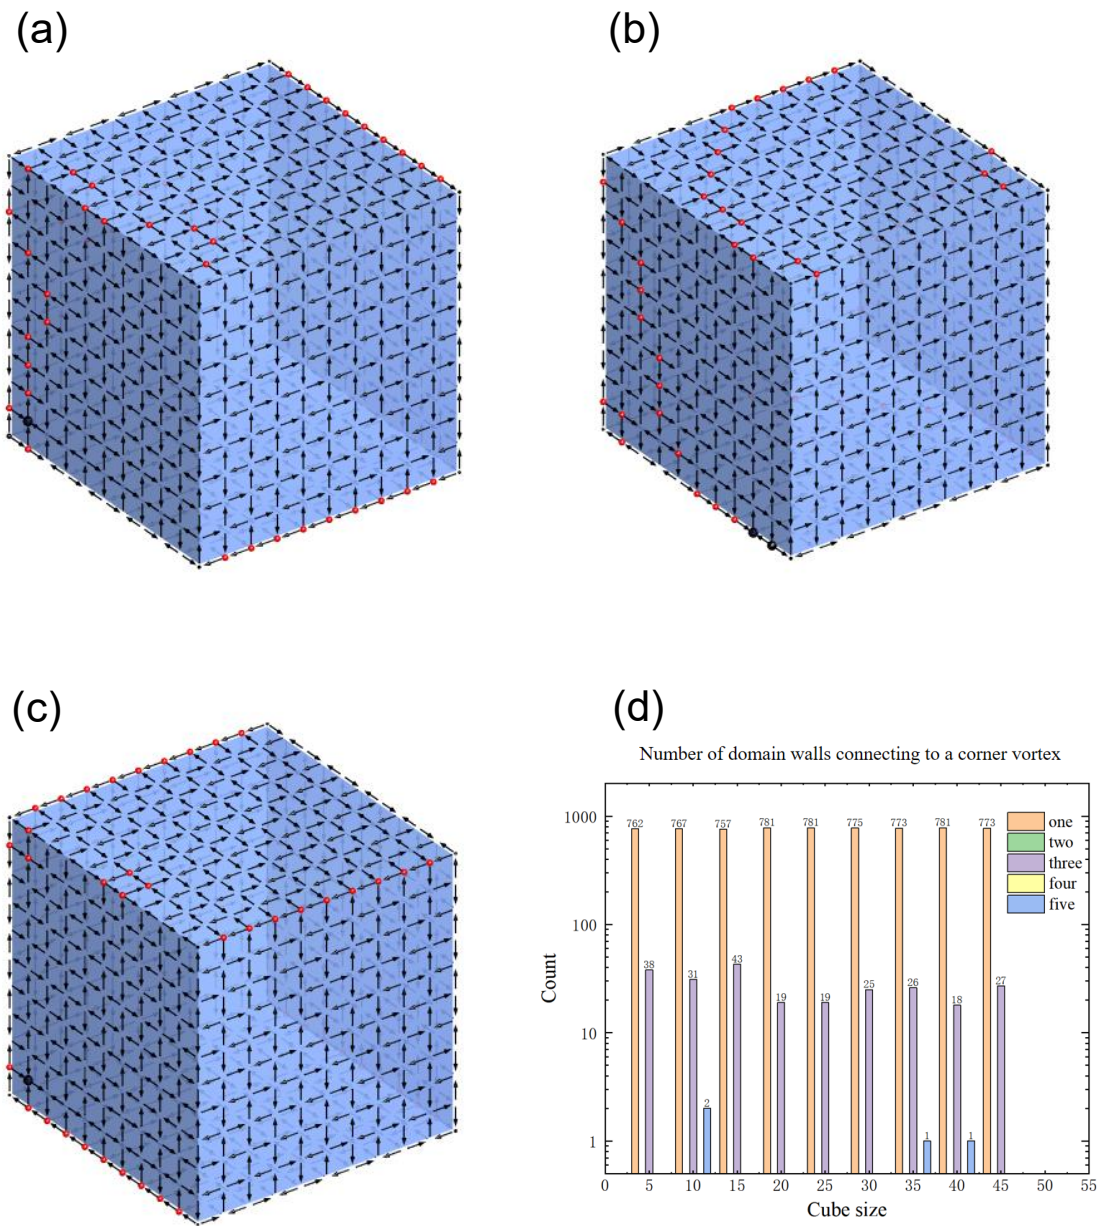 (a)
(b)
(c)
(d)
Number of domain walls connecting to a corner vortex
1000
100
10
1
Count
762 767 757 781 781 775 773 781 773
38 31 43 19 19 25 26 18 27
2 1 1
one
two
three
four
five
0 5 10 15 20 25 30 35 40 45 50 55
Cube size